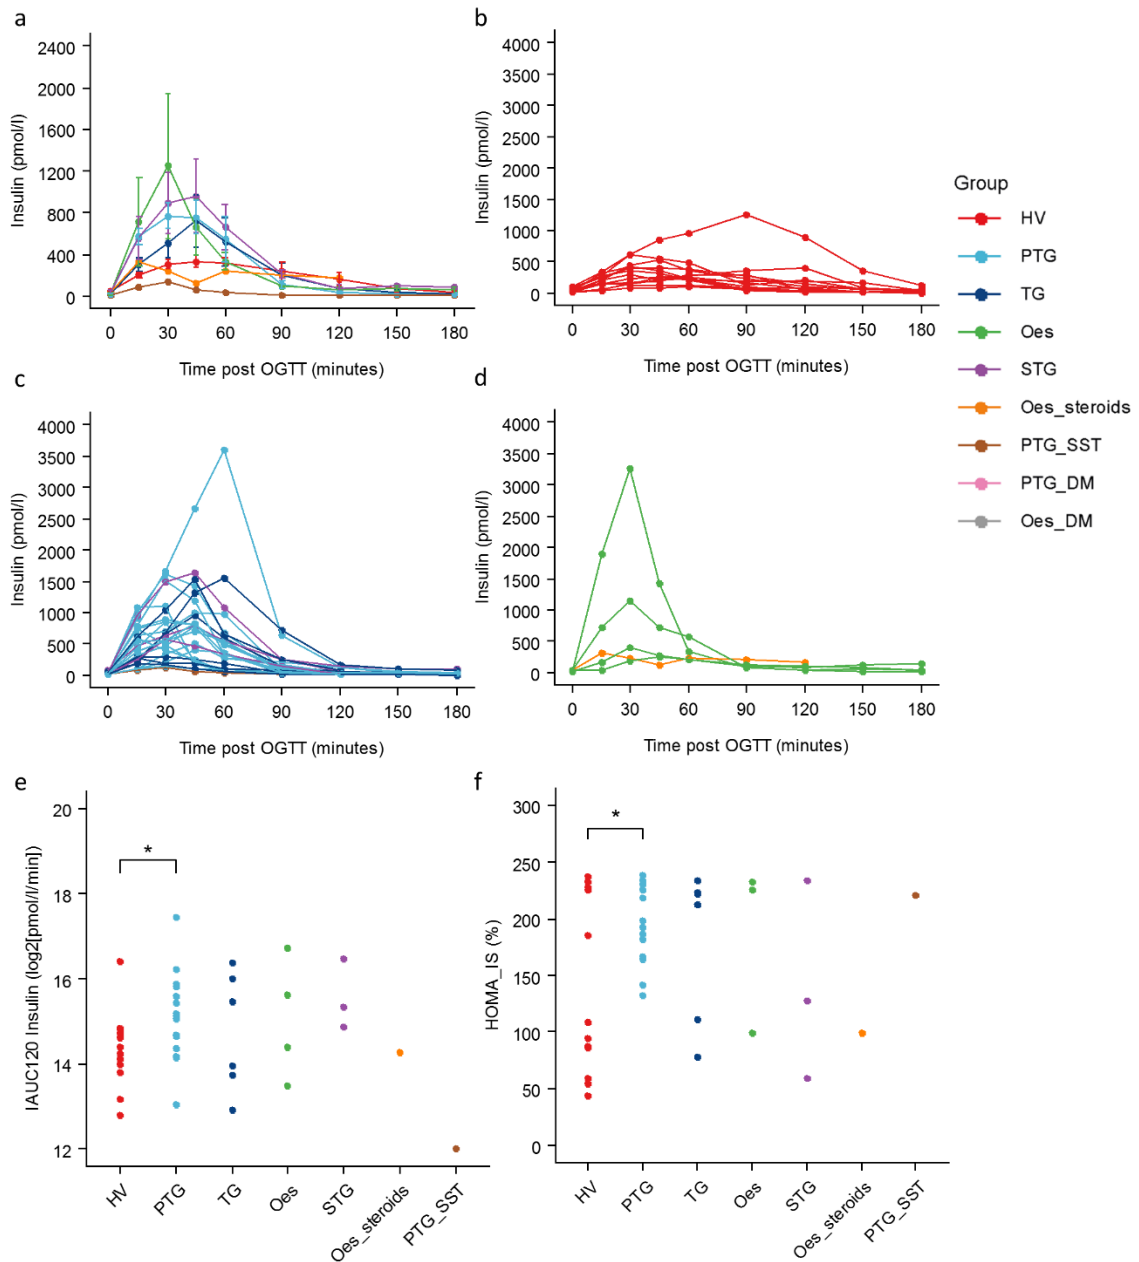 a
2400
2000
1600
1200
800
400
0
Insulin (pmol/l)
0 30 60 90 120 150 180
Time post OGTT (minutes)
b
4000
3500
3000
2500
2000
1500
1000
500
0
Insulin (pmol/l)
0 30 60 90 120 150 180
Time post OGTT (minutes)
Group
HV
PTG
TG
Oes
STG
Oes_steroids
PTG_SST
PTG_DM
Oes_DM
c
4000
3500
3000
2500
2000
1500
1000
500
0
Insulin (pmol/l)
0 30 60 90 120 150 180
Time post OGTT (minutes)
d
4000
3500
3000
2500
2000
1500
1000
500
0
Insulin (pmol/l)
0 30 60 90 120 150 180
Time post OGTT (minutes)
e
20
18
16
14
12
IAUC120 Insulin (log2[pmol/l/min])
*
HV PTG TG Oes STG Oes_steroids PTG_SST
f
300
250
200
150
100
50
0
HOMA_IS (%)
*
HV PTG TG Oes STG Oes_steroids PTG_SST